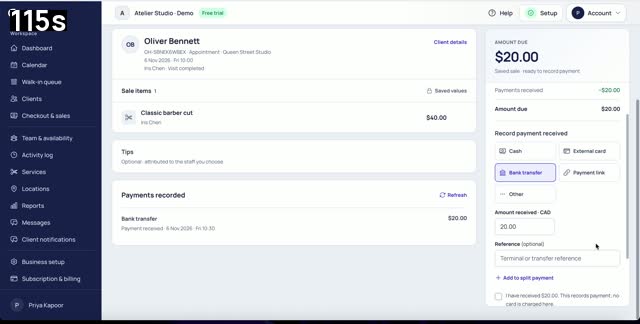 115s
Workspace
A Atelier Studio · Demo Free trial
Help
Setup
P Account
Dashboard
Calendar
Walk-in queue
Clients
Checkout & sales
Team & availability
Activity log
Services
Locations
Reports
Messages
Client notifications
Business setup
Subscription & billing
P Priya Kapoor
OB Oliver Bennett
Client details
Appointment · Queen Street Studio
6 Nov 2026 · Fri 10:00
Iris Chen · Visit completed
Sale items 1
Saved values
Classic barber cut
Iris Chen
$40.00
Tips
Optional · attributed to the staff you choose
Payments recorded
Refresh
Bank transfer
$20.00
Payment received · 6 Nov 2026 · Fri 10:30
AMOUNT DUE
$20.00
Saved sale · ready to record payment
Payments received −$20.00
Amount due $20.00
Record payment received
Cash
External card
Bank transfer
Payment link
Other
Amount received · CAD
20.00
Reference (optional)
Terminal or transfer reference
+ Add to split payment
I have received $20.00. This records payment; no
card is charged here.